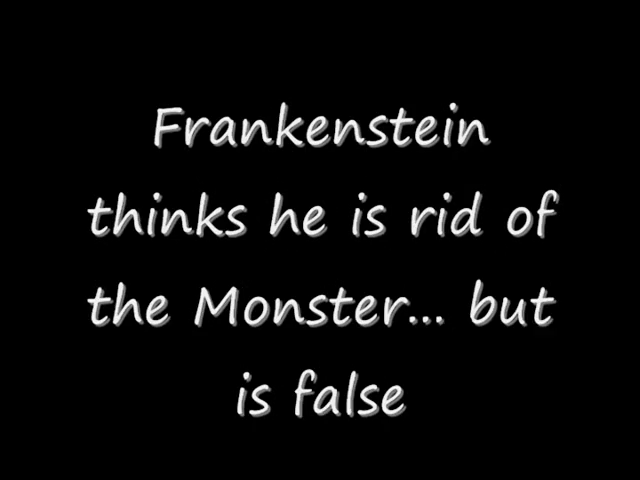 Frankenstein
thinks he is rid of
the Monster... but
is false